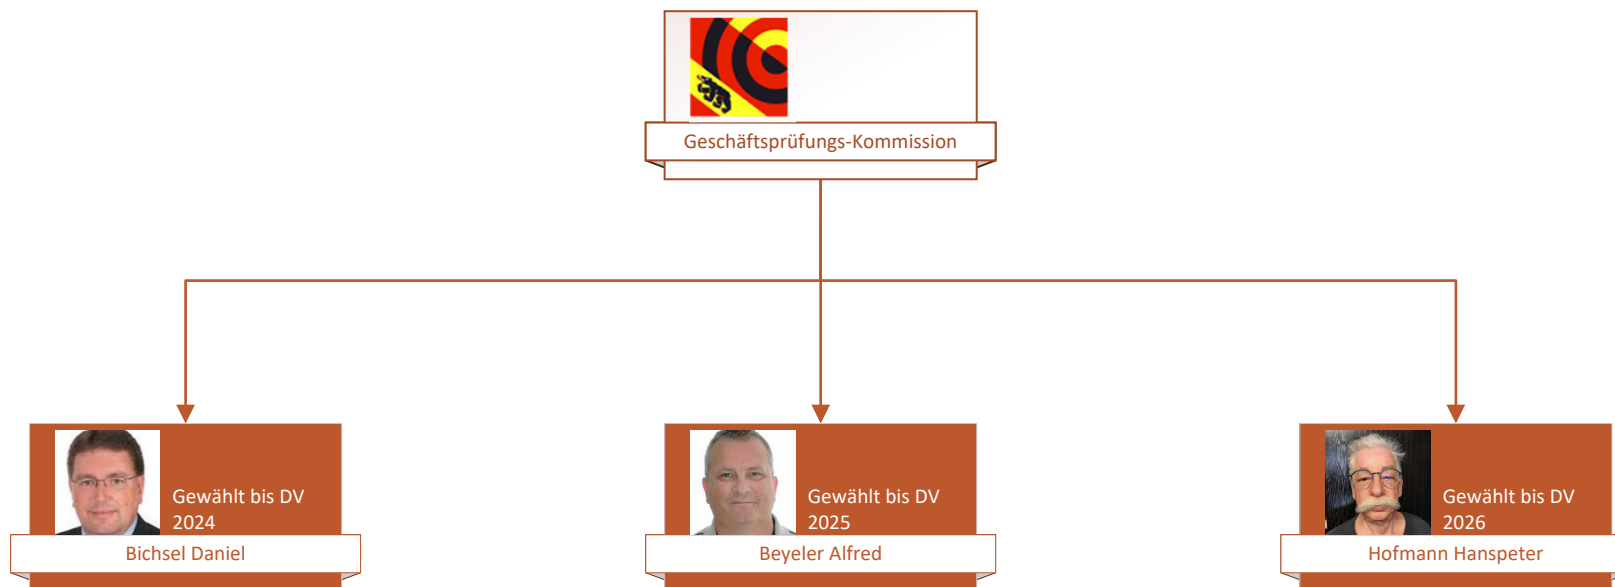 Geschäftsprüfungs-Kommission
Gewählt bis DV
2024
Bichsel Daniel
Gewählt bis DV
2025
Beyeler Alfred
Gewählt bis DV
2026
Hofmann Hanspeter